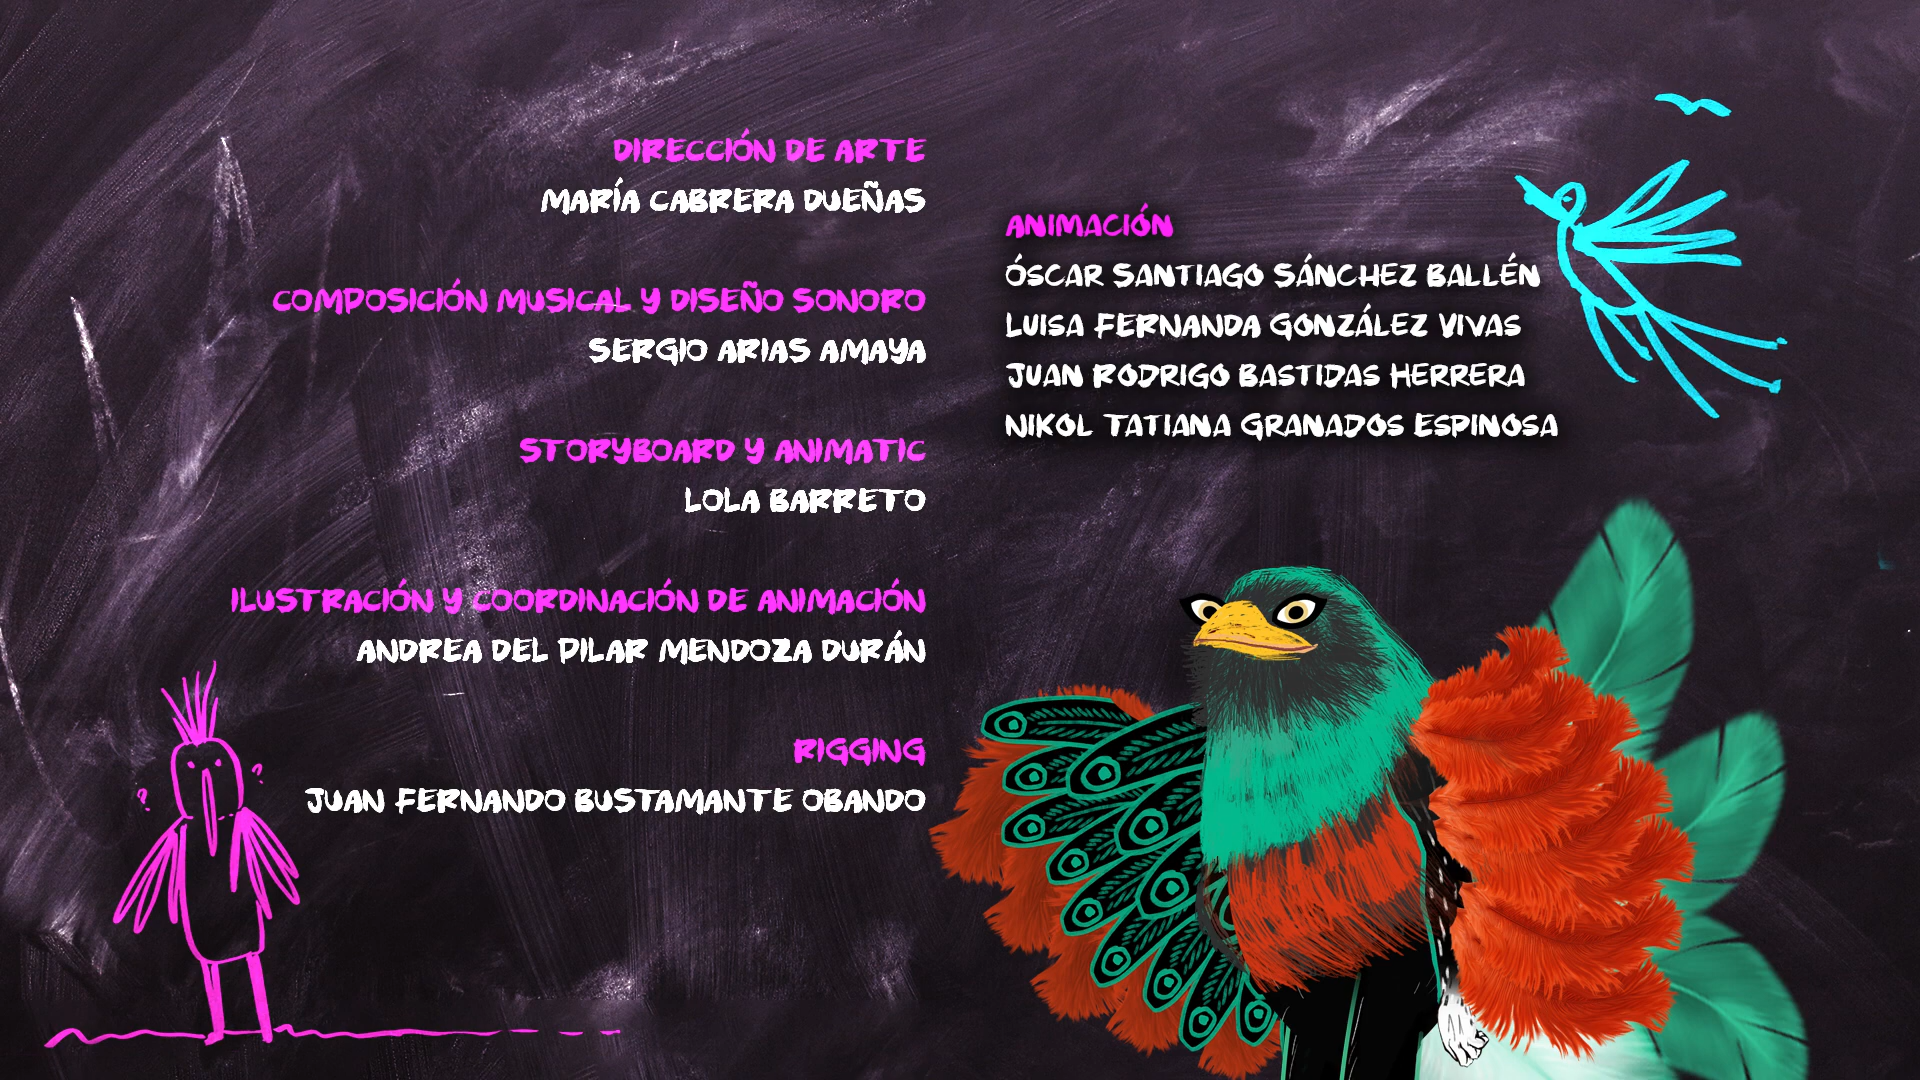 DIRECCIÓN DE ARTE
MARÍA CABRERA DUEÑAS
COMPOSICIÓN MUSICAL Y DISEÑO SONORO
SERGIO ARIAS AMAYA
STORYBOARD Y ANIMATIC
LOLA BARRETO
ILUSTRACIÓN Y COORDINACIÓN DE ANIMACIÓN
ANDREA DEL PILAR MENDOZA DURÁN
RIGGING
JUAN FERNANDO BUSTAMANTE OBANDO
ANIMACIÓN
ÓSCAR SANTIAGO SÁNCHEZ BALLÉN
LUISA FERNANDA GONZÁLEZ VIVAS
JUAN RODRIGO BASTIDAS HERRERA
NIKOL TATIANA GRANADOS ESPINOSA
? ?